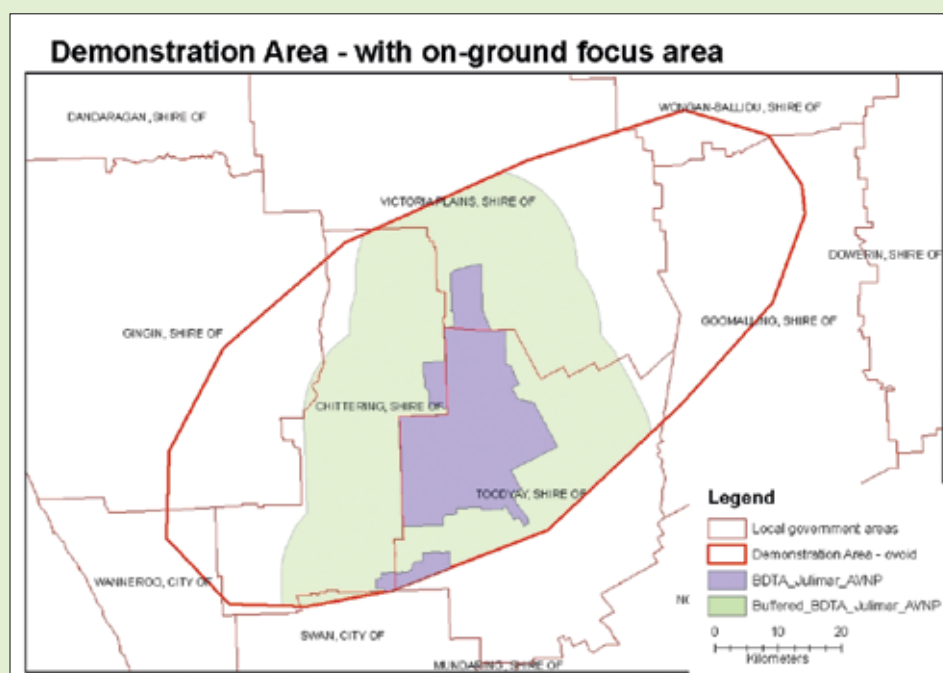 Demonstration Area - with on-ground focus area
DANDARAGAN, SHIRE OF
WONGAN-BALLIDU, SHIRE OF
VICTORIA PLAINS, SHIRE OF
DOWERIN, SHIRE OF
GINGIN, SHIRE OF
GOOMALLING, SHIRE OF
CHITTERING, SHIRE OF
TOODYAY, SHIRE OF
Legend
Local government areas
Demonstration Area - ovoid
BDTA_Julimar_AVNP
Buffered_BDTA_Julimar_AVNP
WANNEROO, CITY OF
SWAN, CITY OF
MUNDARING, SHIRE OF
0 10 20
Kilometers